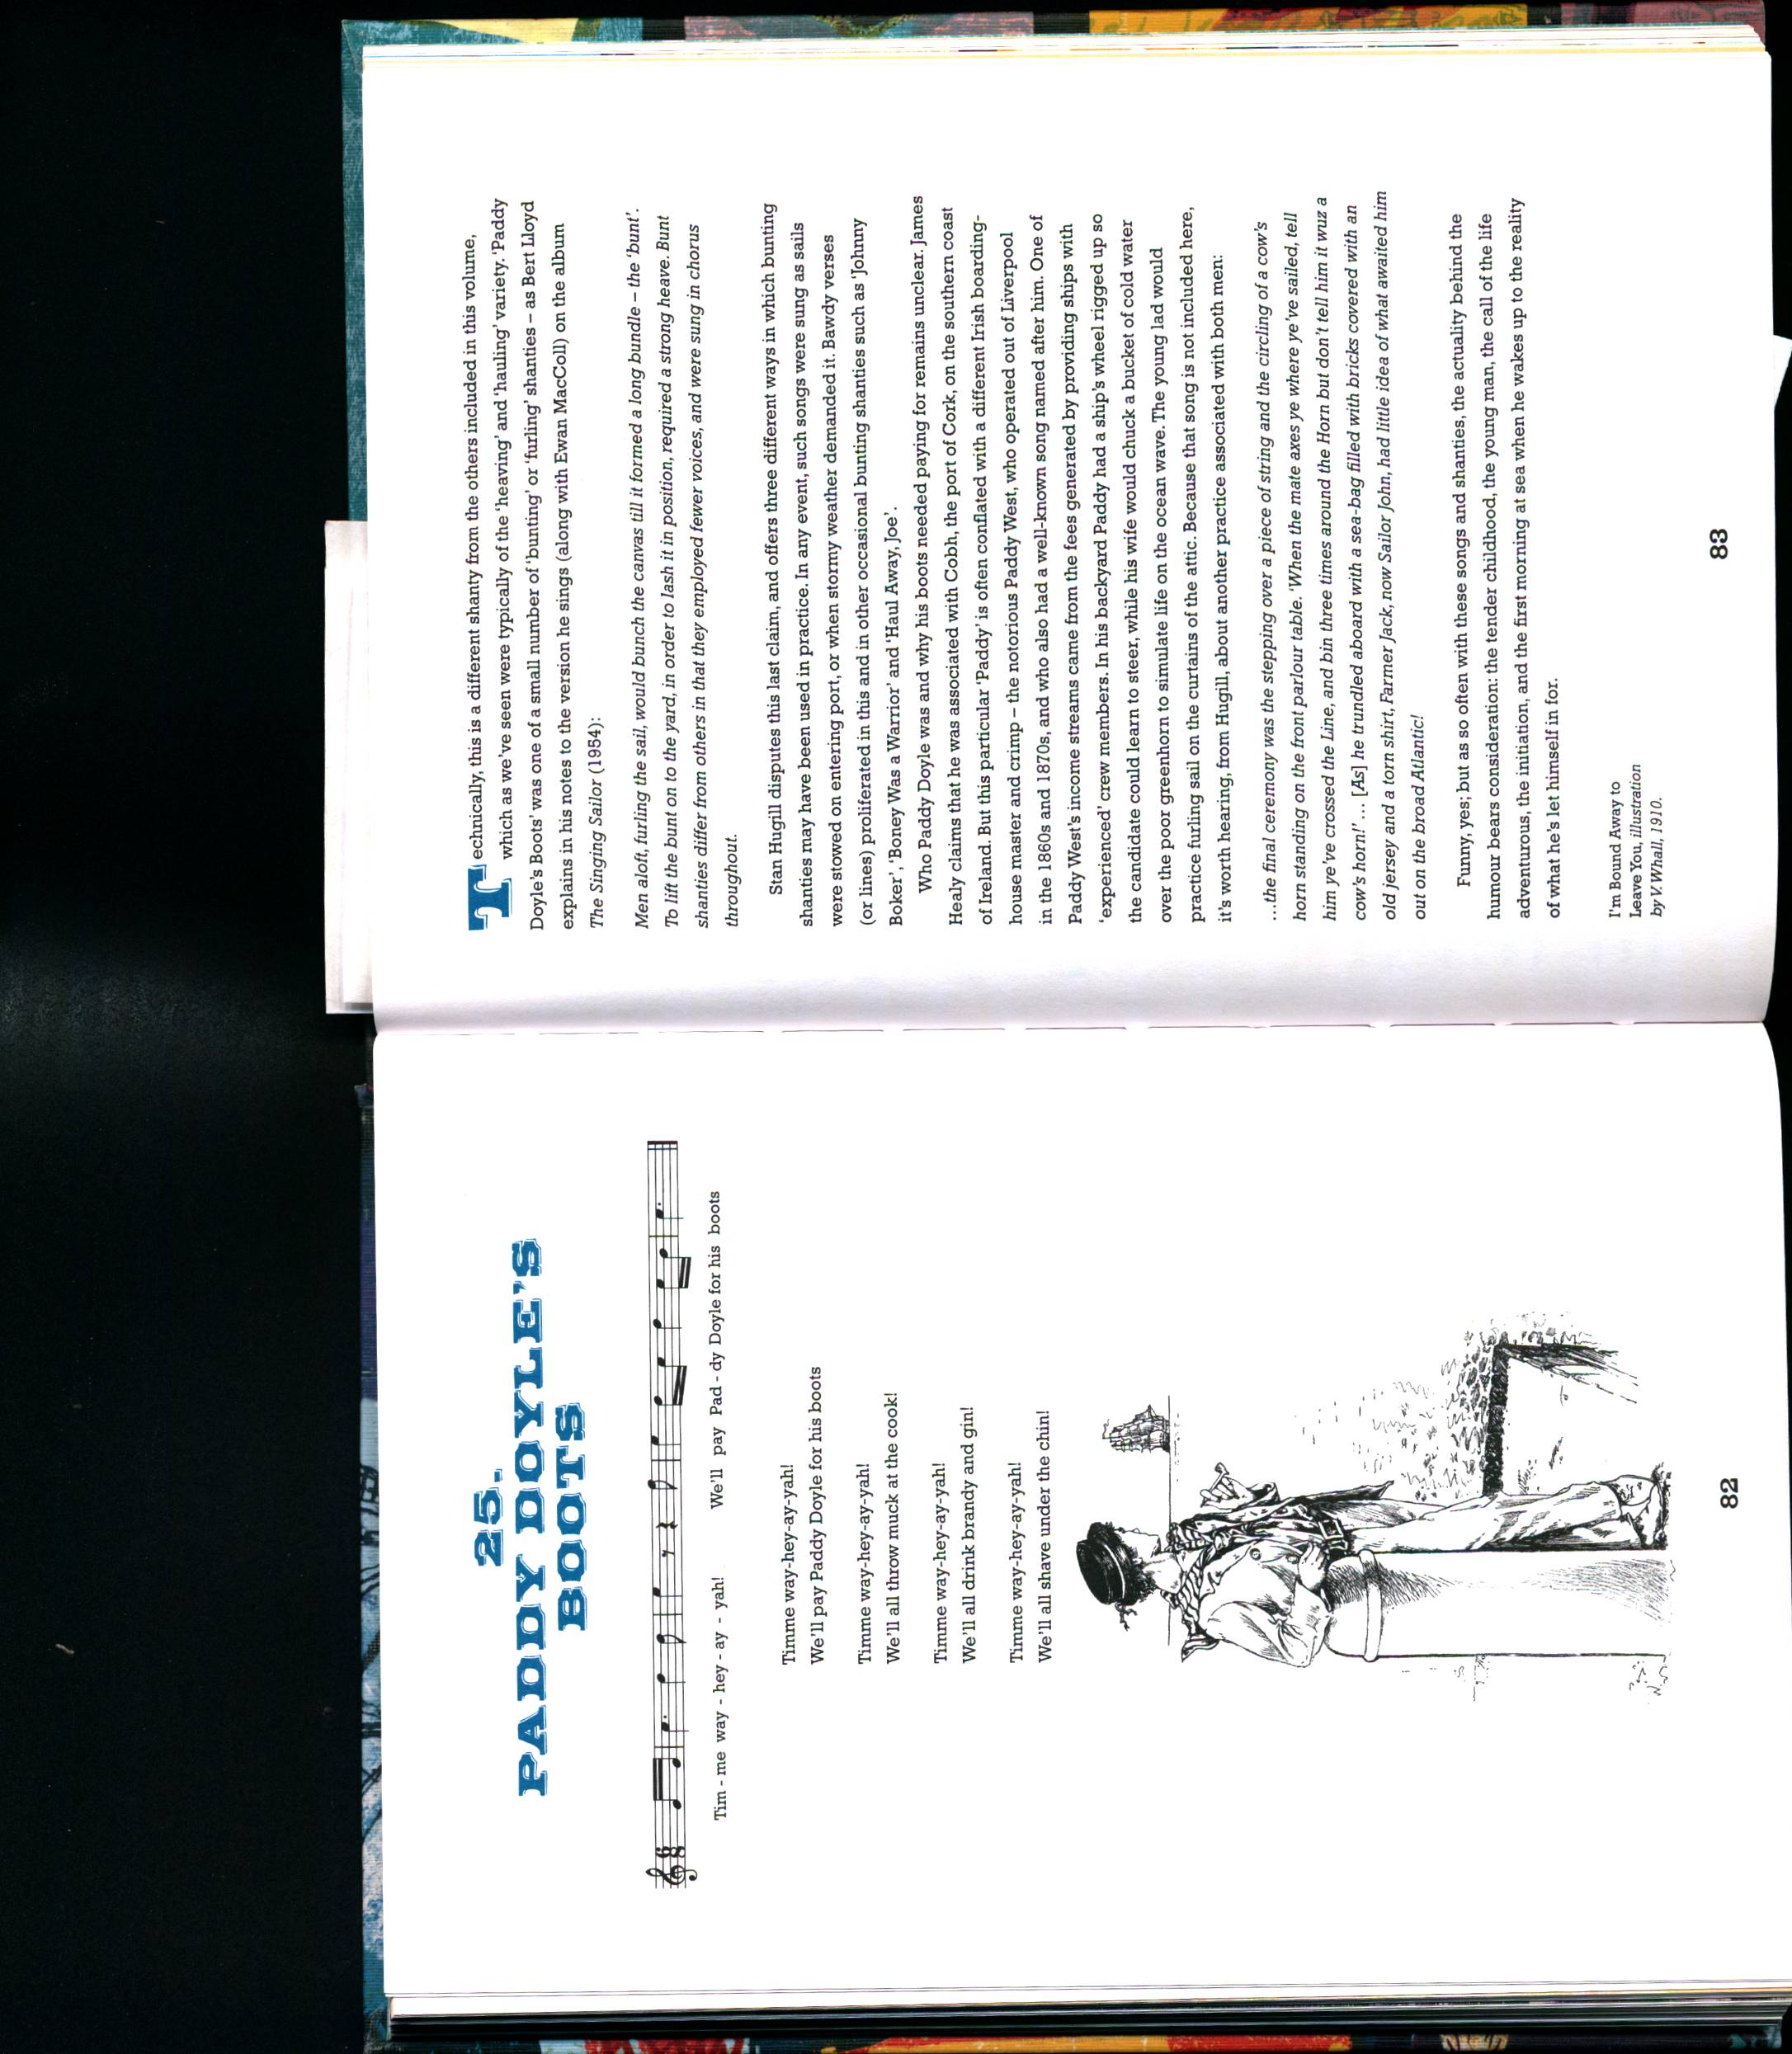 25.
PADDY DOYLE'S
BOOTS
Tim - me way - hey - ay - yah! We'll pay Pad - dy Doyle for his boots
Timme way-hey-ay-yah!
We'll pay Paddy Doyle for his boots
Timme way-hey-ay-yah!
We'll all throw muck at the cook!
Timme way-hey-ay-yah!
We'll all drink brandy and gin!
Timme way-hey-ay-yah!
We'll all shave under the chin!
82
Technically, this is a different shanty from the others included in this volume,
which as we've seen were typically of the 'heaving' and 'hauling' variety. 'Paddy
Doyle's Boots' was one of a small number of 'bunting' or 'furling' shanties – as Bert Lloyd
explains in his notes to the version he sings (along with Ewan MacColl) on the album
The Singing Sailor (1954):
Men aloft, furling the sail, would bunch the canvas till it formed a long bundle – the 'bunt'.
To lift the bunt on to the yard, in order to lash it in position, required a strong heave. Bunt
shanties differ from others in that they employed fewer voices, and were sung in chorus
throughout.
Stan Hugill disputes this last claim, and offers three different ways in which bunting
shanties may have been used in practice. In any event, such songs were sung as sails
were stowed on entering port, or when stormy weather demanded it. Bawdy verses
(or lines) proliferated in this and in other occasional bunting shanties such as 'Johnny
Boker', 'Boney Was a Warrior' and 'Haul Away, Joe'.
Who Paddy Doyle was and why his boots needed paying for remains unclear. James
Healy claims that he was associated with Cobh, the port of Cork, on the southern coast
of Ireland. But this particular 'Paddy' is often conflated with a different Irish boarding-
house master and crimp – the notorious Paddy West, who operated out of Liverpool
in the 1860s and 1870s, and who also had a well-known song named after him. One of
Paddy West's income streams came from the fees generated by providing ships with
'experienced' crew members. In his backyard Paddy had a ship's wheel rigged up so
the candidate could learn to steer, while his wife would chuck a bucket of cold water
over the poor greenhorn to simulate life on the ocean wave. The young lad would
practice furling sail on the curtains of the attic. Because that song is not included here,
it's worth hearing, from Hugill, about another practice associated with both men:
…the final ceremony was the stepping over a piece of string and the circling of a cow's
horn standing on the front parlour table. 'When the mate axes ye where ye've sailed, tell
him ye've crossed the Line, and bin three times around the Horn but don't tell him it wuz a
cow's horn!' … [As] he trundled aboard with a sea-bag filled with bricks covered with an
old jersey and a torn shirt, Farmer Jack, now Sailor John, had little idea of what awaited him
out on the broad Atlantic!
Funny, yes; but as so often with these songs and shanties, the actuality behind the
humour bears consideration: the tender childhood, the young man, the call of the life
adventurous, the initiation, and the first morning at sea when he wakes up to the reality
of what he's let himself in for.
I'm Bound Away to
Leave You, illustration
by V. Whall, 1910.
83